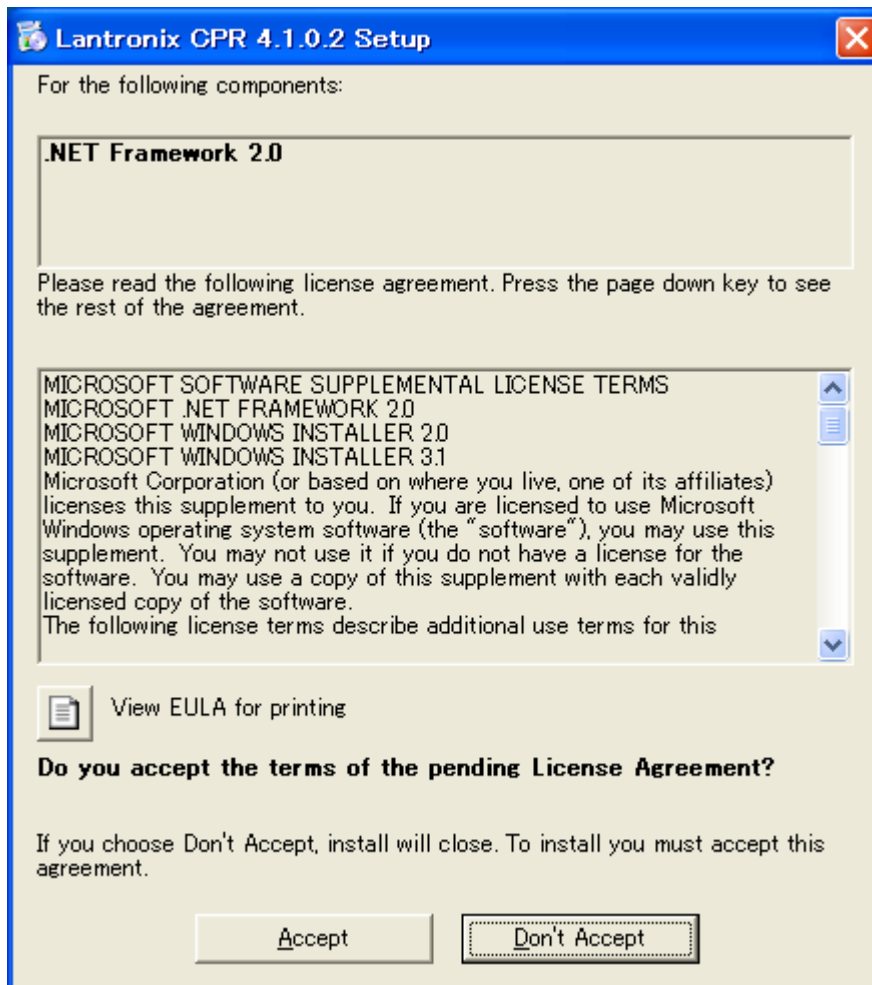 Lantronix CPR 4.1.0.2 Setup
For the following components:
.NET Framework 2.0
Please read the following license agreement. Press the page down key to see
the rest of the agreement.
MICROSOFT SOFTWARE SUPPLEMENTAL LICENSE TERMS
MICROSOFT .NET FRAMEWORK 2.0
MICROSOFT WINDOWS INSTALLER 2.0
MICROSOFT WINDOWS INSTALLER 3.1
Microsoft Corporation (or based on where you live, one of its affiliates)
licenses this supplement to you.  If you are licensed to use Microsoft
Windows operating system software (the "software"), you may use this
supplement.  You may not use it if you do not have a license for the
software.  You may use a copy of this supplement with each validly
licensed copy of the software.
The following license terms describe additional use terms for this
View EULA for printing
Do you accept the terms of the pending License Agreement?
If you choose Don't Accept, install will close. To install you must accept this
agreement.
Accept
Don't Accept